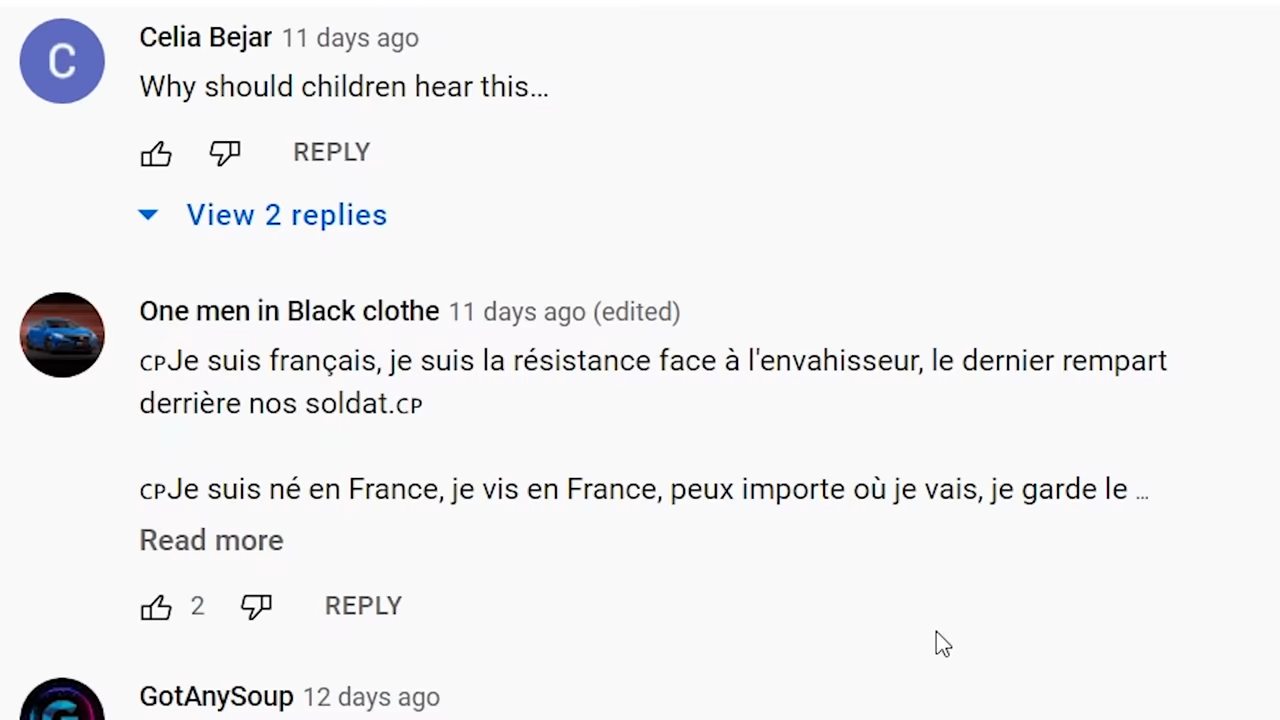 C
Celia Bejar 11 days ago
Why should children hear this...
REPLY
View 2 replies
One men in Black clothe 11 days ago (edited)
CPJe suis français, je suis la résistance face à l'envahisseur, le dernier rempart
derrière nos soldat.CP
CPJe suis né en France, je vis en France, peux importe où je vais, je garde le ...
Read more
2 REPLY
GotAnySoup 12 days ago